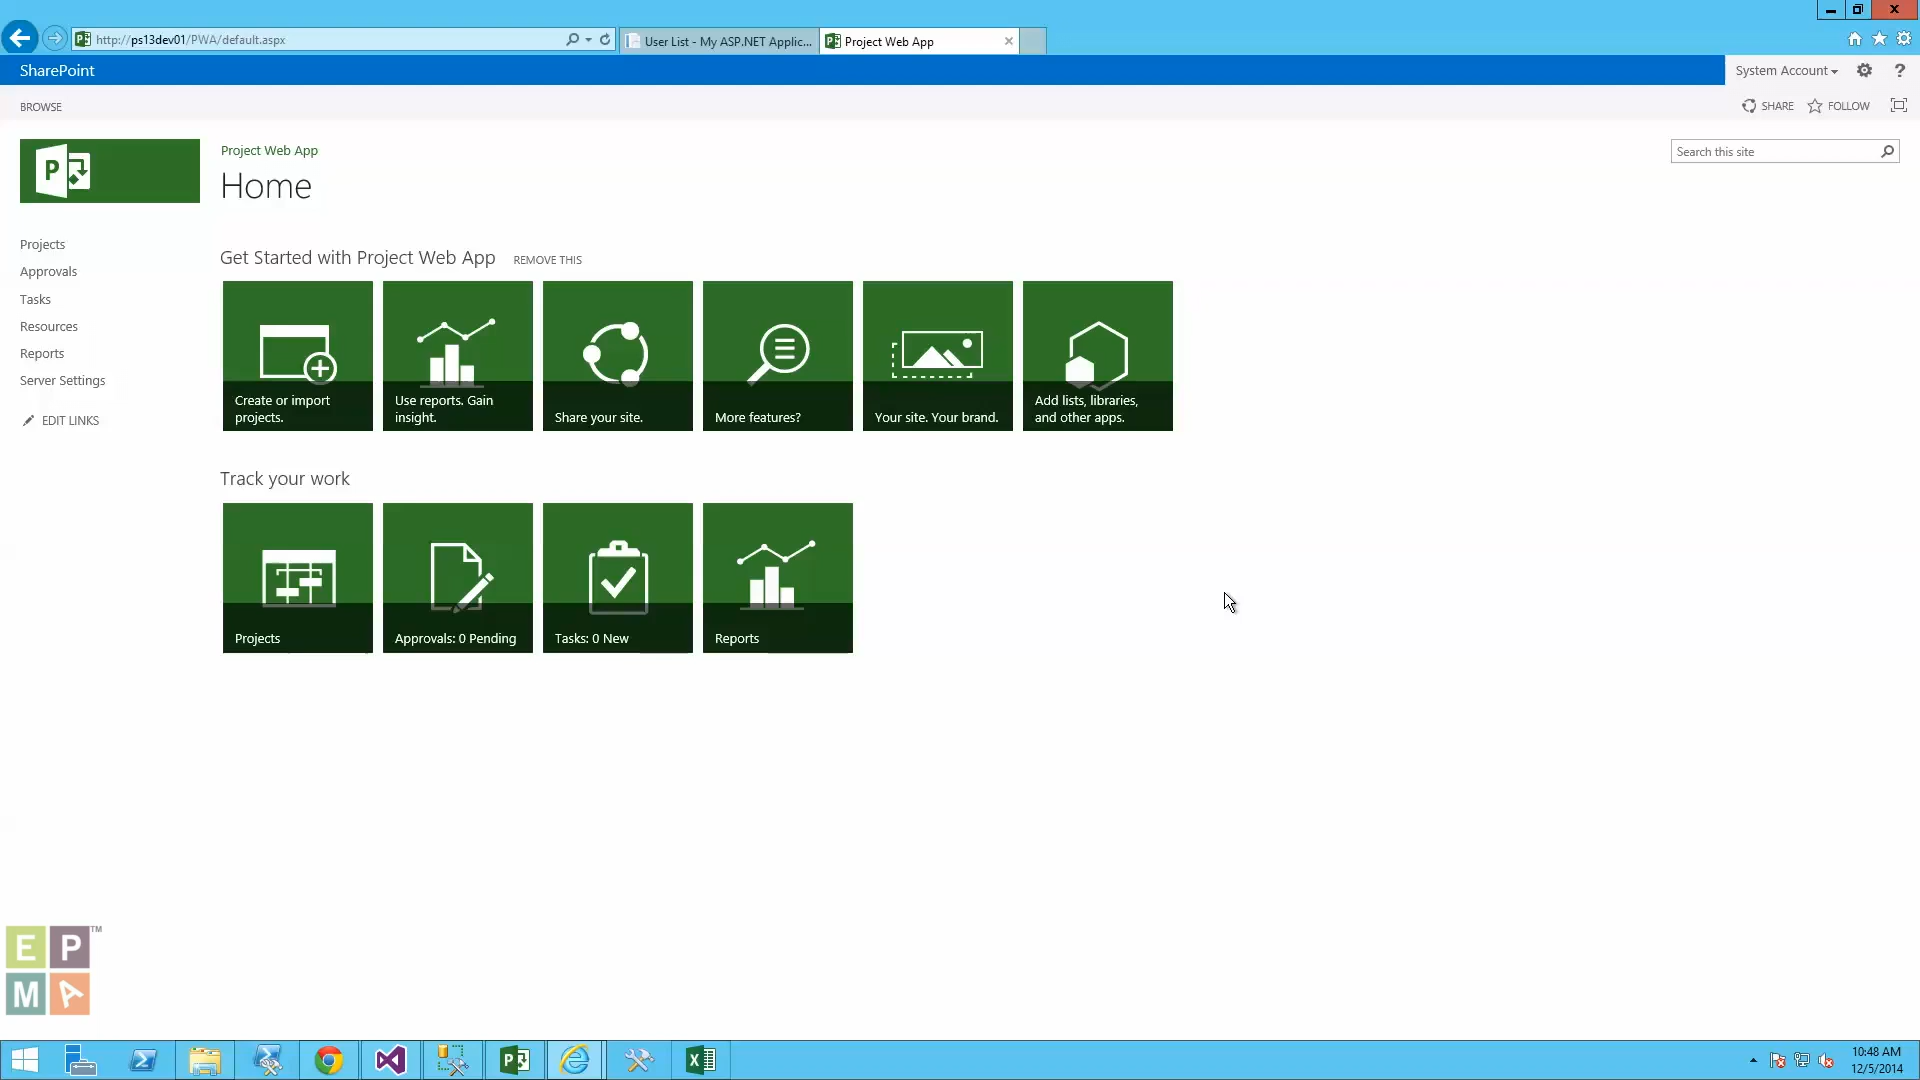 http://ps13dev01/PWA/default.aspx
User List - My ASP.NET Applic...
Project Web App
SharePoint
System Account
?
BROWSE
SHARE
FOLLOW
P
Project Web App
Home
Search this site
Projects
Approvals
Tasks
Resources
Reports
Server Settings
EDIT LINKS
Get Started with Project Web App
REMOVE THIS
Create or import
projects.
Use reports. Gain
insight.
Share your site.
More features?
Your site. Your brand.
Add lists, libraries,
and other apps.
Track your work
Projects
Approvals: 0 Pending
Tasks: 0 New
Reports
E P TM
M A
10:48 AM
12/5/2014